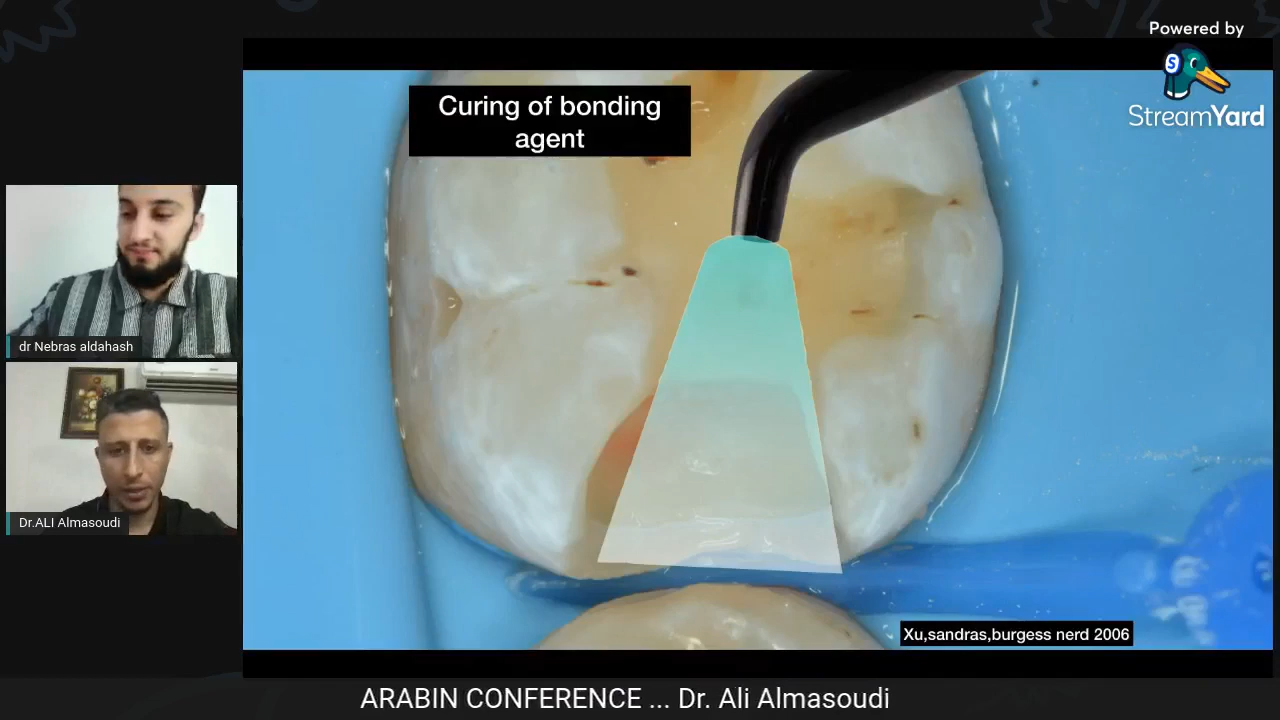 Powered by
StreamYard
Curing of bonding
agent
dr Nebras aldahash
Dr.ALI Almasoudi
Xu,sandras,burgess nerd 2006
ARABIN CONFERENCE ... Dr. Ali Almasoudi